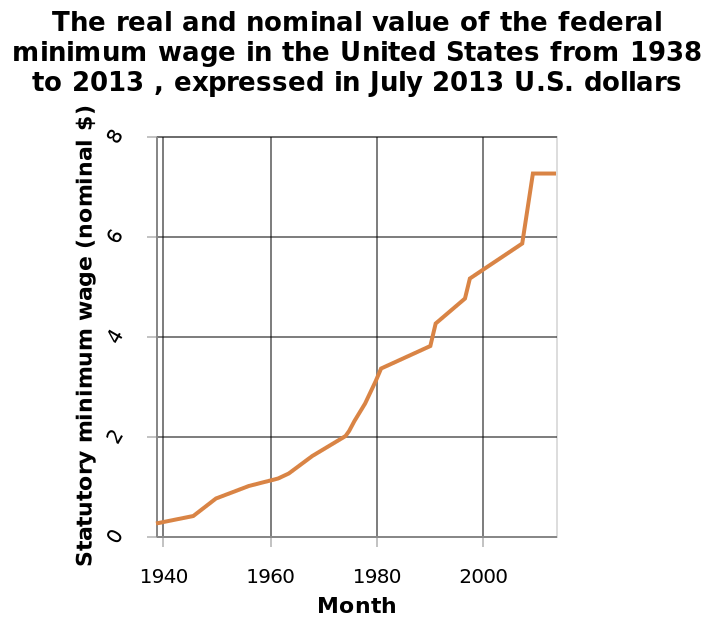 The real and nominal value of the federal
minimum wage in the United States from 1938
to 2013 , expressed in July 2013 U.S. dollars
Statutory minimum wage (nominal $)
8
6
4
2
0
1940 1960 1980 2000
Month